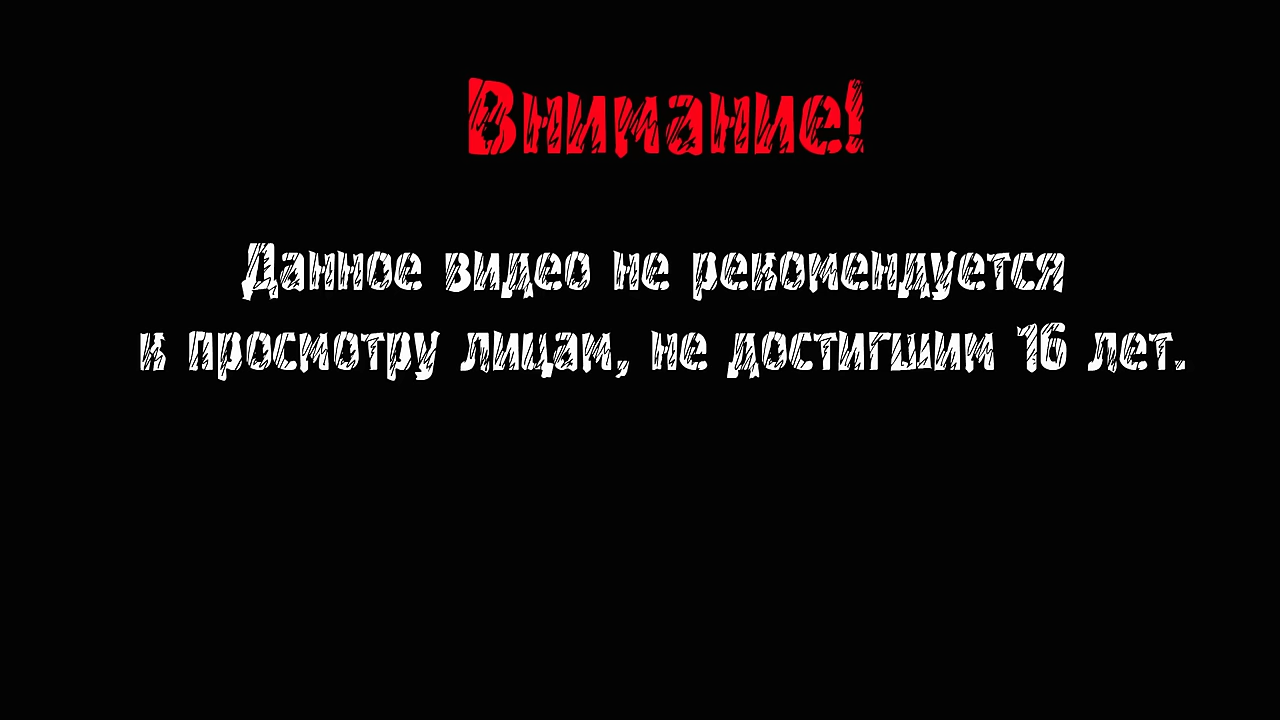 Внимание!
Данное видео не рекомендуется
к просмотру лицам, не достигшим 16 лет.